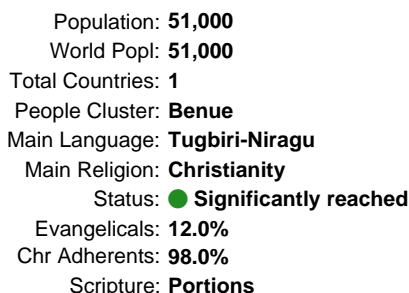 Population: 51,000
World Popl: 51,000
Total Countries: 1
People Cluster: Benue
Main Language: Tugbiri-Niragu
Main Religion: Christianity
Status: Significantly reached
Evangelicals: 12.0%
Chr Adherents: 98.0%
Scripture: Portions